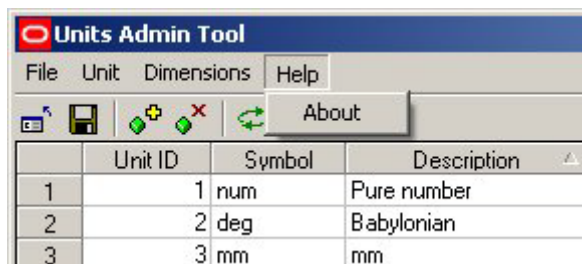 Units Admin Tool
File Unit Dimensions Help
About
Unit ID Symbol Description
1 1 num Pure number
2 2 deg Babylonian
3 3 mm mm